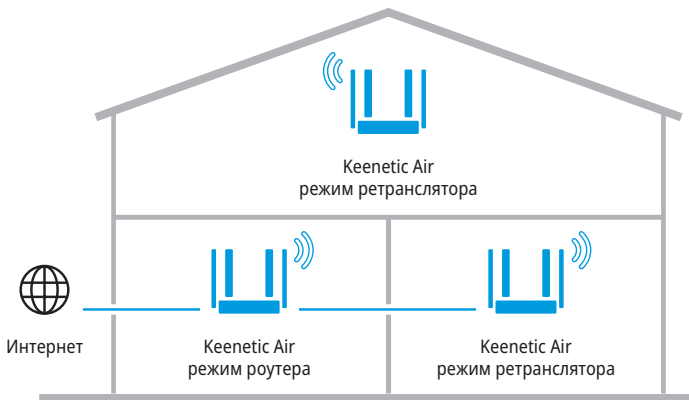 Keenetic Air
режим ретранслятора
Интернет
Keenetic Air
режим роутера
Keenetic Air
режим ретранслятора